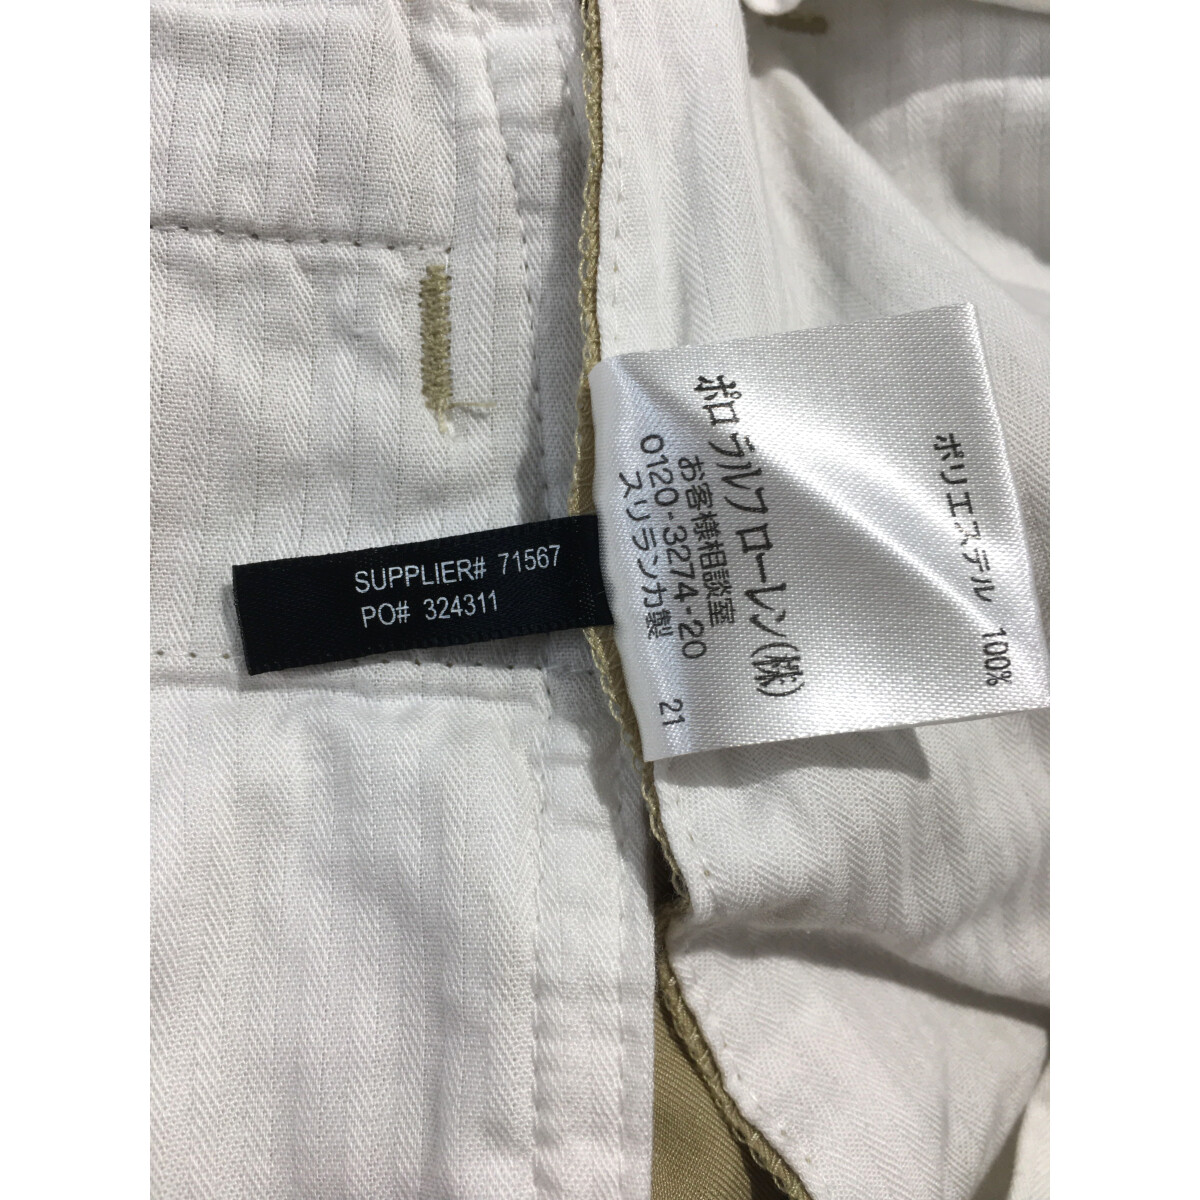 SUPPLIER# 71567
PO# 324311
ポリエステル 100%
ポロ ラルフ ローレン(株)
お客様相談室
0120-3274-20
スリランカ製 21